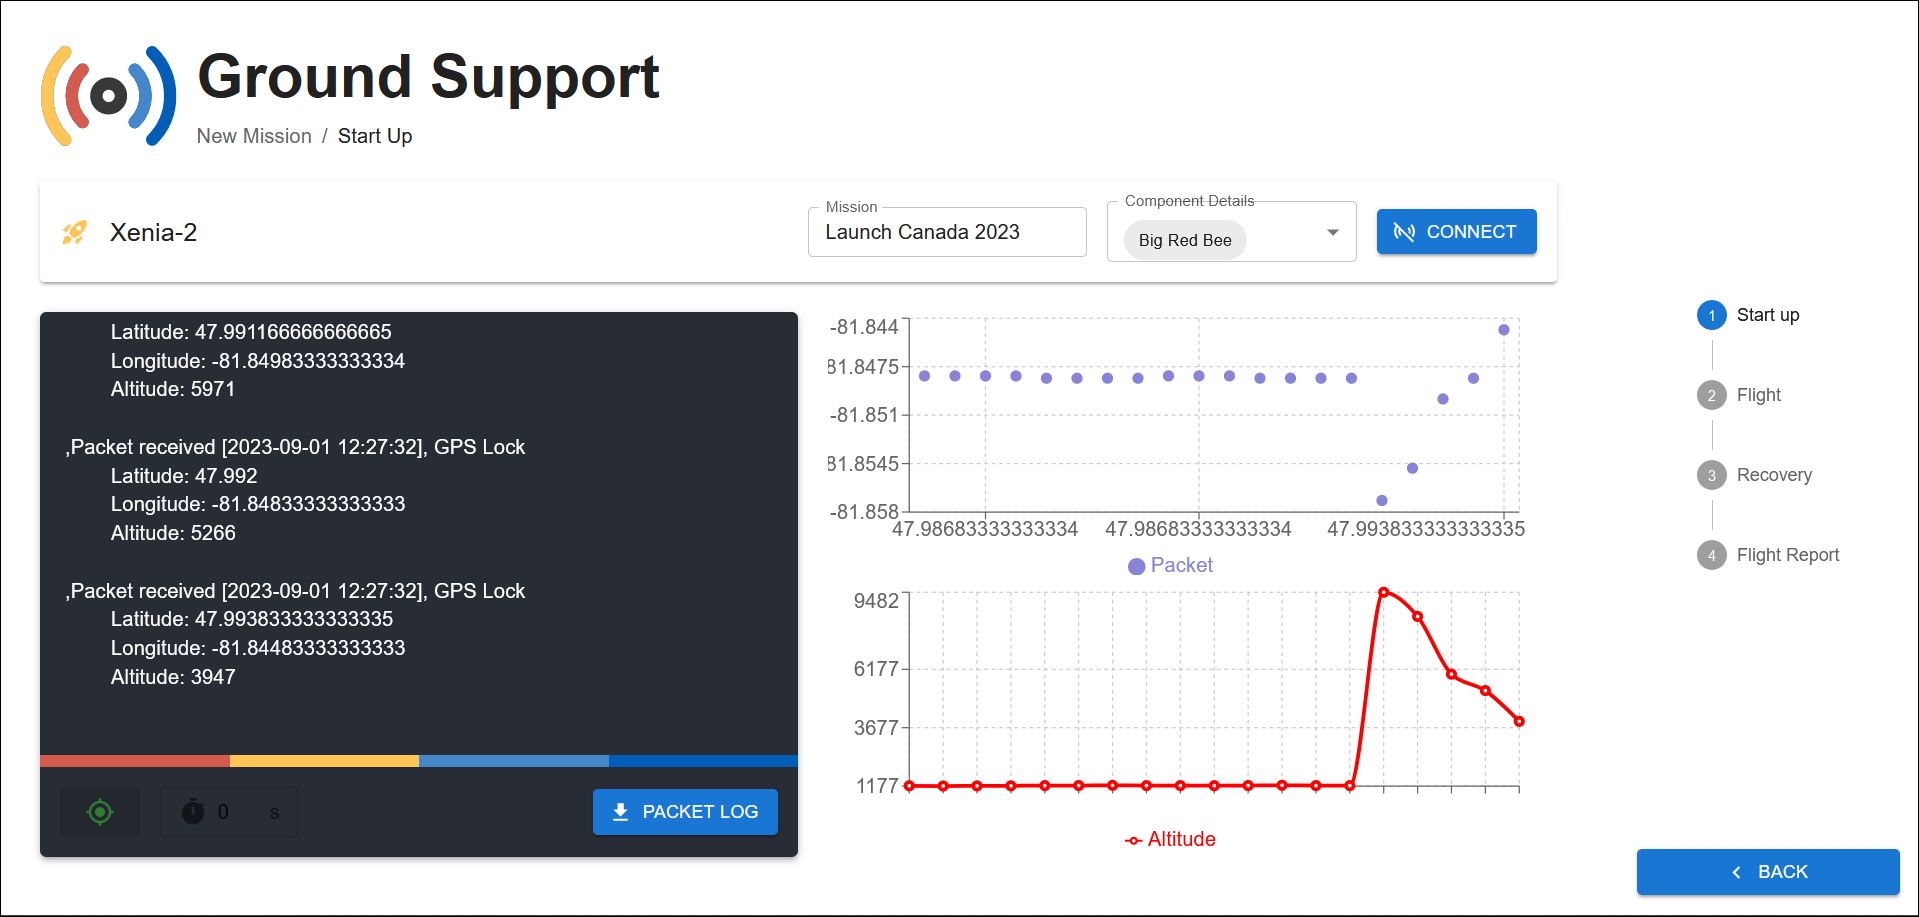 Ground Support
New Mission / Start Up
Xenia-2
Mission
Launch Canada 2023
Component Details
Big Red Bee
CONNECT
Latitude: 47.991166666666665
Longitude: -81.84983333333334
Altitude: 5971
,Packet received [2023-09-01 12:27:32], GPS Lock
Latitude: 47.992
Longitude: -81.84833333333333
Altitude: 5266
,Packet received [2023-09-01 12:27:32], GPS Lock
Latitude: 47.993833333333335
Longitude: -81.84483333333333
Altitude: 3947
0 s
PACKET LOG
-81.844
81.8475
-81.851
81.8545
-81.858
47.98683333333334 47.98683333333334 47.993833333333335
Packet
9482
6177
3677
1177
Altitude
1 Start up
2 Flight
3 Recovery
4 Flight Report
BACK